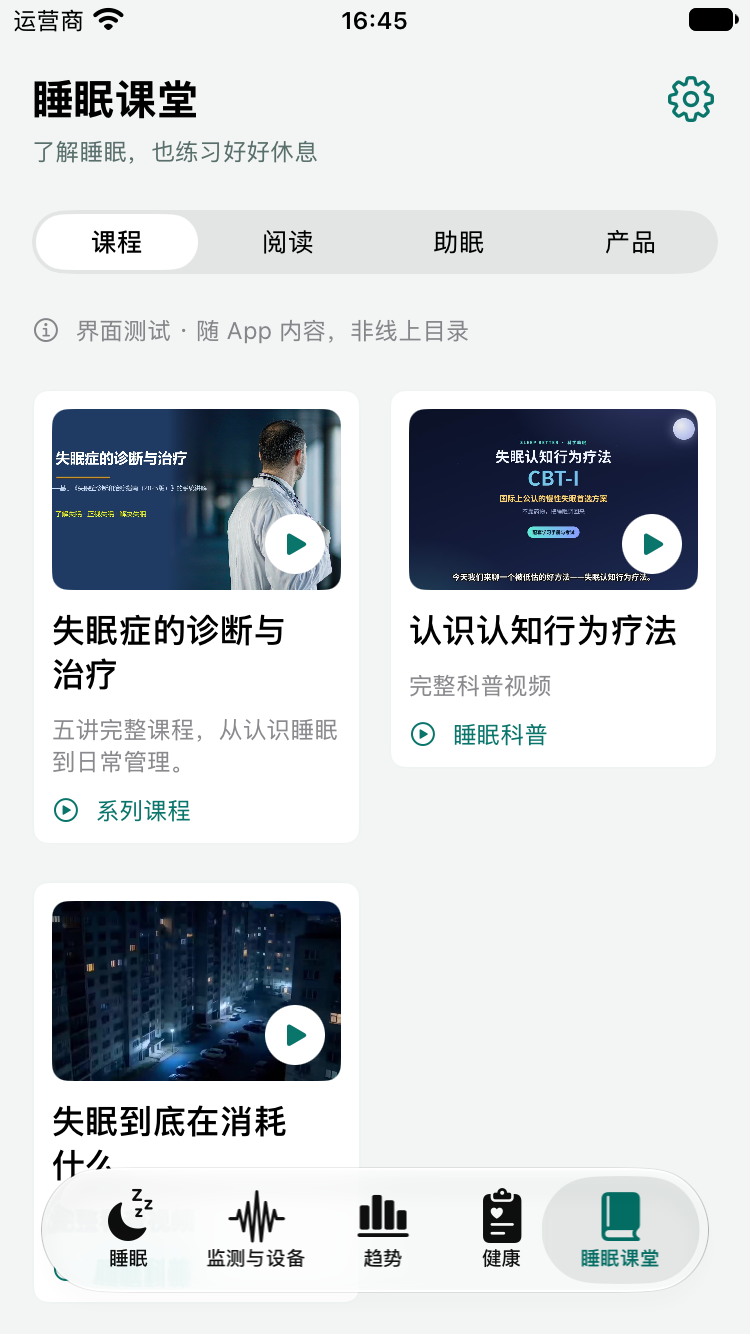 运营商
16:45
睡眠课堂
了解睡眠，也练习好好休息
课程
阅读
助眠
产品
界面测试 · 随 App 内容，非线上目录
失眠症的诊断与治疗
失眠症的诊断与
治疗
五讲完整课程，从认识睡眠
到日常管理。
系列课程
失眠认知行为疗法
CBT-I
国际上公认的慢性失眠首选方案
今天我们来聊一个被低估的好方法——失眠认知行为疗法。
认识认知行为疗法
完整科普视频
睡眠科普
失眠到底在消耗
什么
睡眠
监测与设备
趋势
健康
睡眠课堂